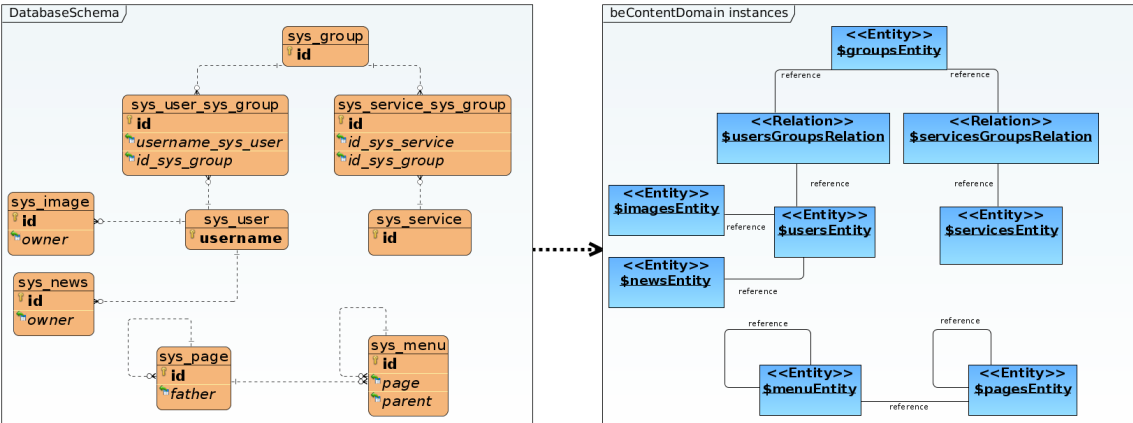 DatabaseSchema
sys_group
id
sys_user_sys_group
id
username_sys_user
id_sys_group
sys_service_sys_group
id
id_sys_service
id_sys_group
sys_image
id
owner
sys_user
username
sys_service
id
sys_news
id
owner
sys_page
id
father
sys_menu
id
page
parent
beContentDomain instances
<<Entity>>
$groupsEntity
reference
reference
<<Relation>>
$usersGroupsRelation
<<Relation>>
$servicesGroupsRelation
reference
reference
<<Entity>>
$imagesEntity
reference
<<Entity>>
$usersEntity
<<Entity>>
$servicesEntity
<<Entity>>
$newsEntity
reference
reference
reference
<<Entity>>
$menuEntity
reference
<<Entity>>
$pagesEntity